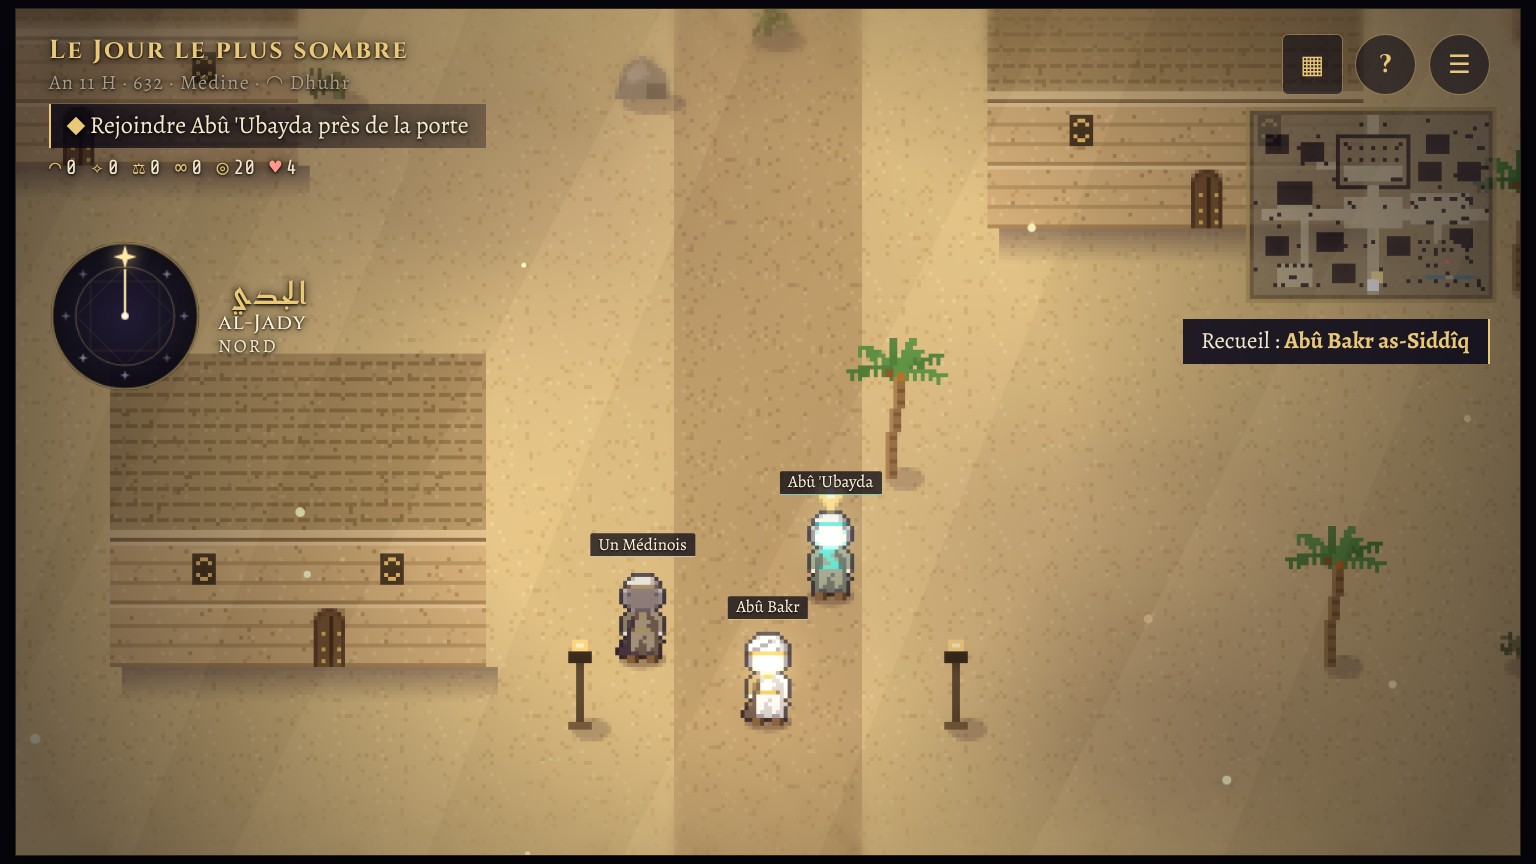 Le Jour le plus sombre
An 11 H · 632 · Médine · ◠ Dhuhr
◆ Rejoindre Abû 'Ubayda près de la porte
◠ 0 ✧ 0 ⚖ 0 ∞ 0 ◎ 20 ♥ 4
?
الجدي
AL-JADY
NORD
Recueil : Abû Bakr as-Siddîq
Abû 'Ubayda
Un Médinois
Abû Bakr